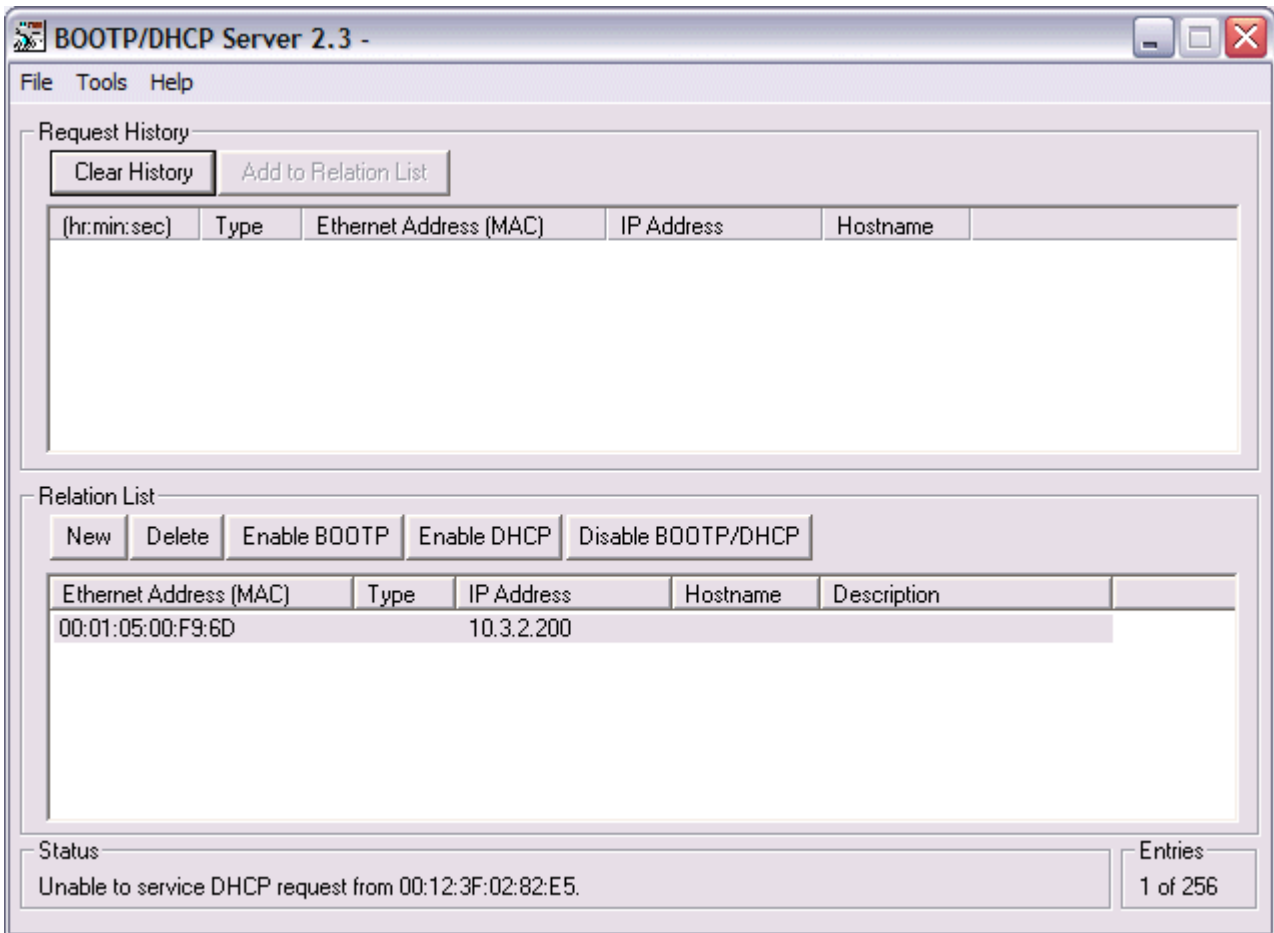 BOOTP/DHCP Server 2.3 -
File Tools Help
Request History
Clear History Add to Relation List
(hr:min:sec) Type Ethernet Address (MAC) IP Address Hostname
Relation List
New Delete Enable BOOTP Enable DHCP Disable BOOTP/DHCP
Ethernet Address (MAC) Type IP Address Hostname Description
00:01:05:00:F9:6D 10.3.2.200
Status Entries
Unable to service DHCP request from 00:12:3F:02:82:E5. 1 of 256